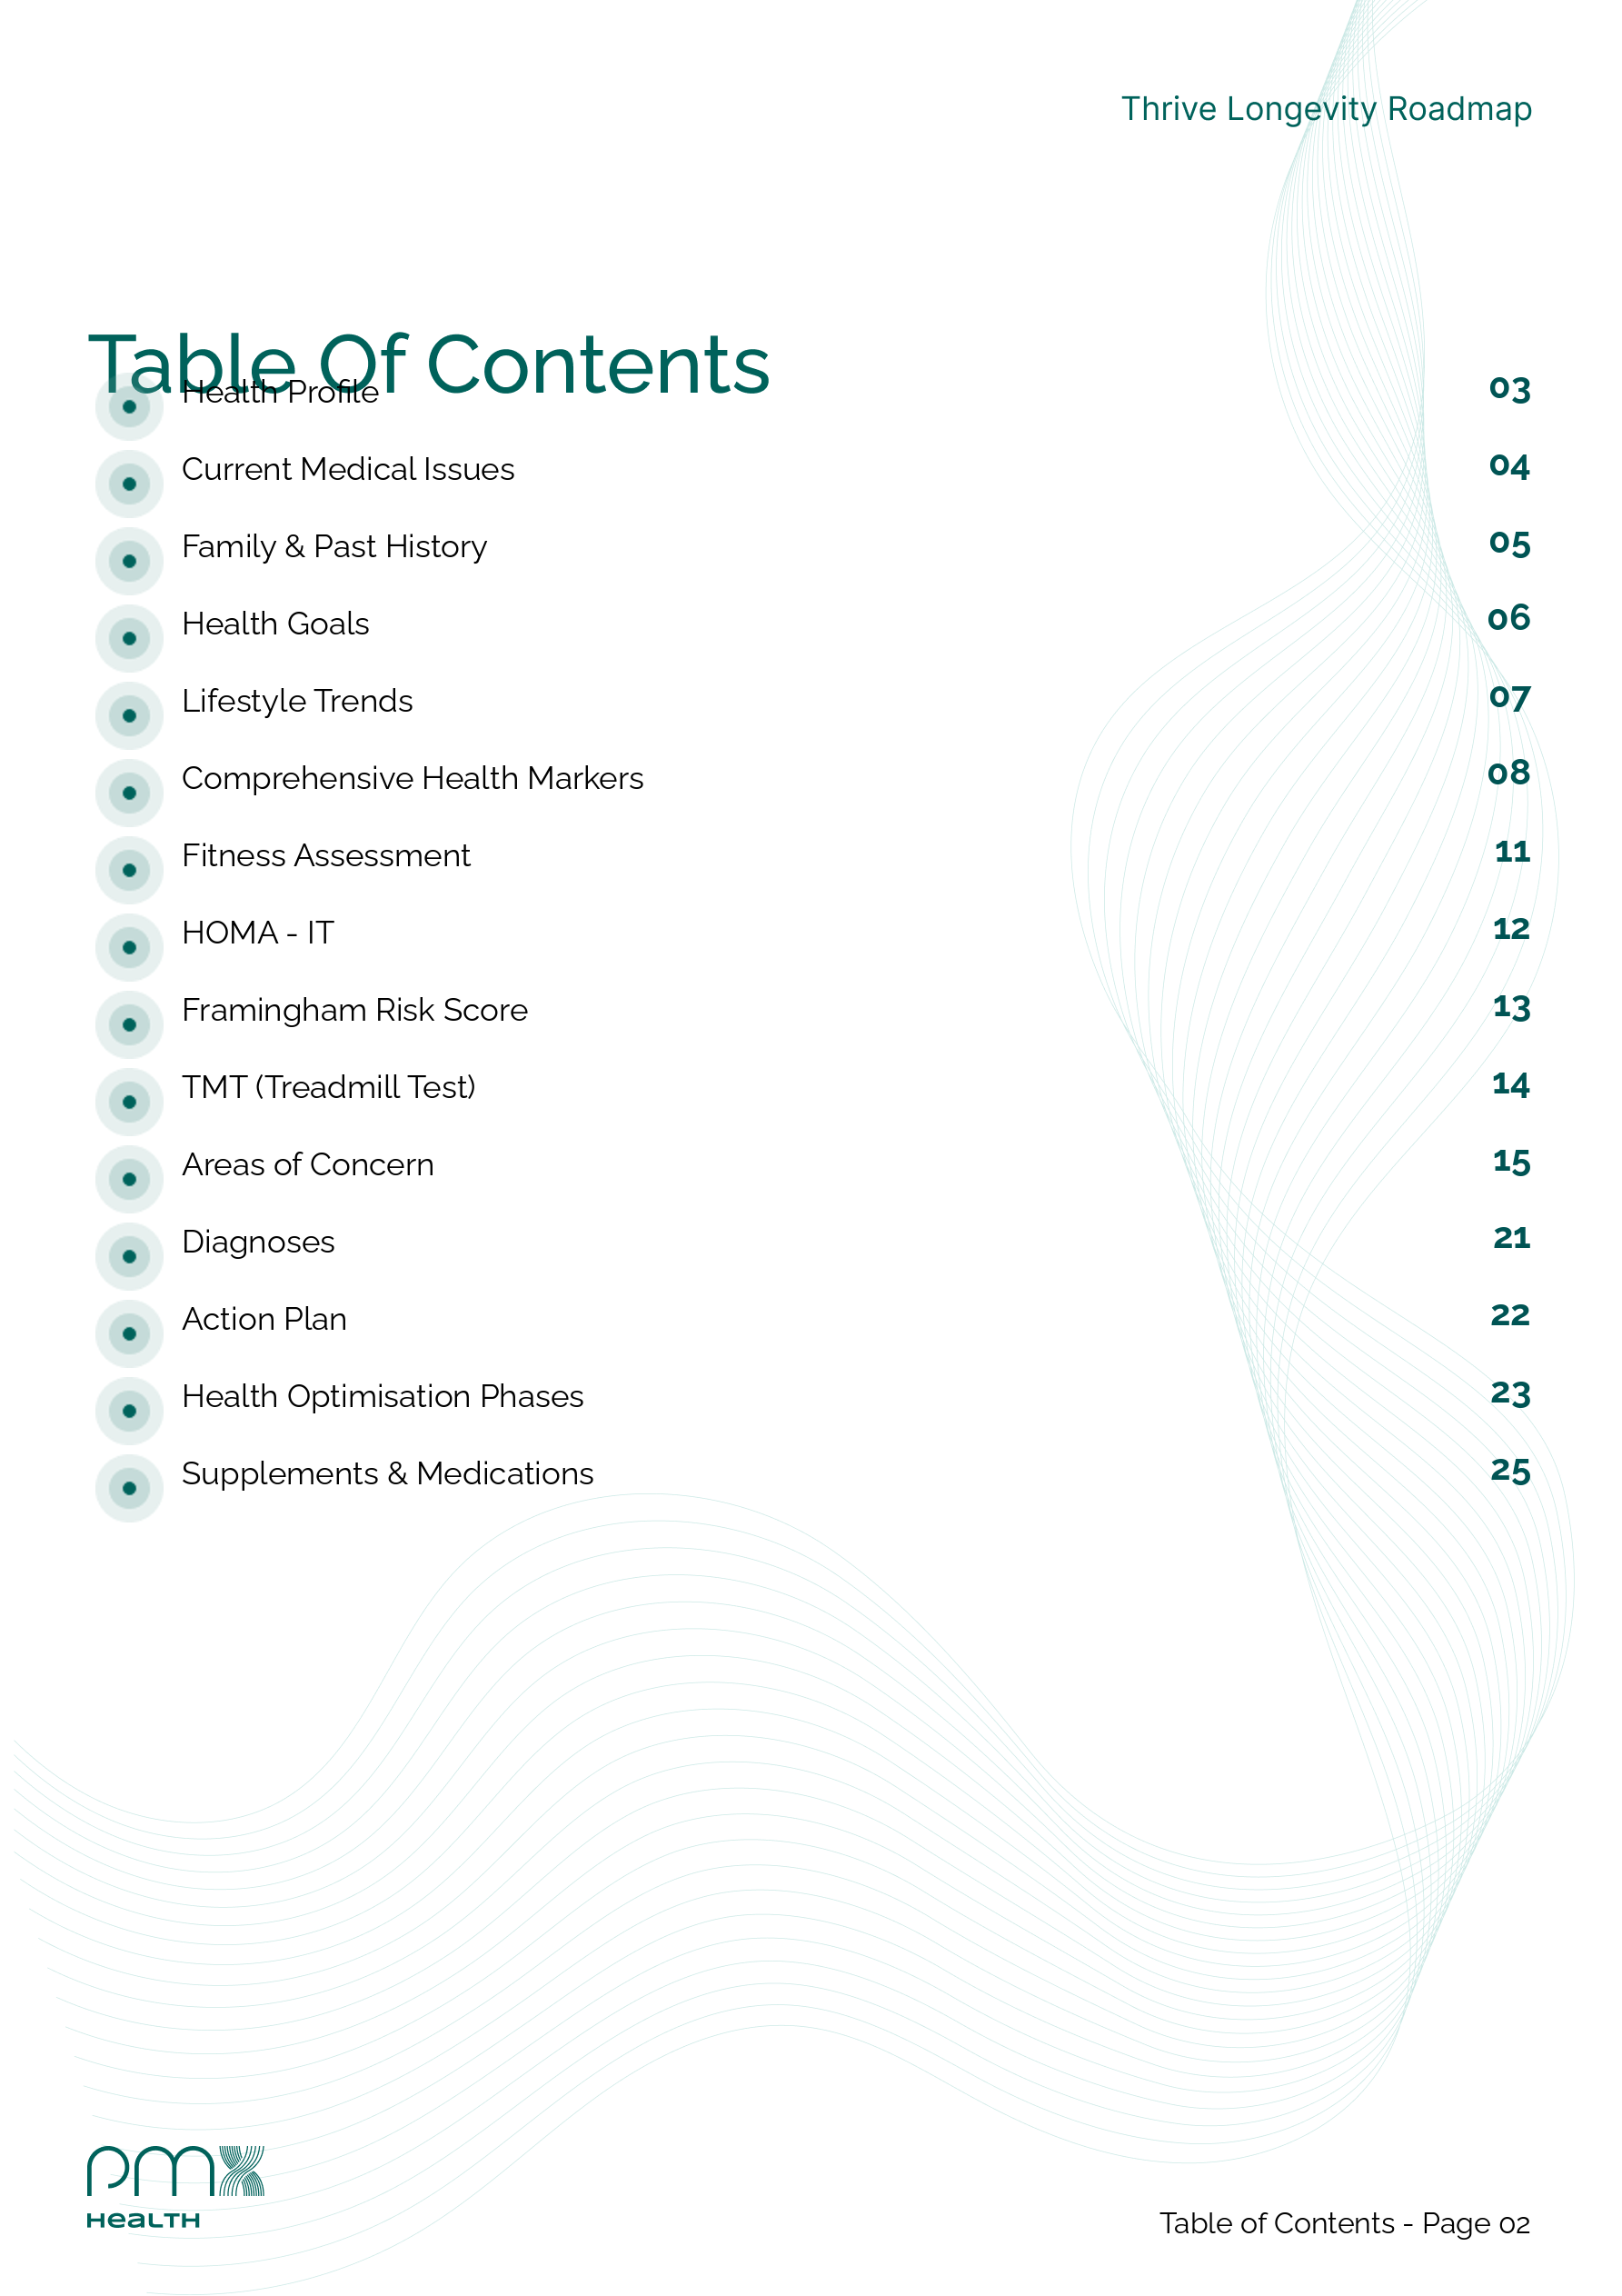 Thrive Longevity Roadmap
Table Of Contents
Health Profile 03
Current Medical Issues 04
Family & Past History 05
Health Goals 06
Lifestyle Trends 07
Comprehensive Health Markers 08
Fitness Assessment 11
HOMA - IT 12
Framingham Risk Score 13
TMT (Treadmill Test) 14
Areas of Concern 15
Diagnoses 21
Action Plan 22
Health Optimisation Phases 23
Supplements & Medications 25
pmx
HEALTH
Table of Contents - Page 02